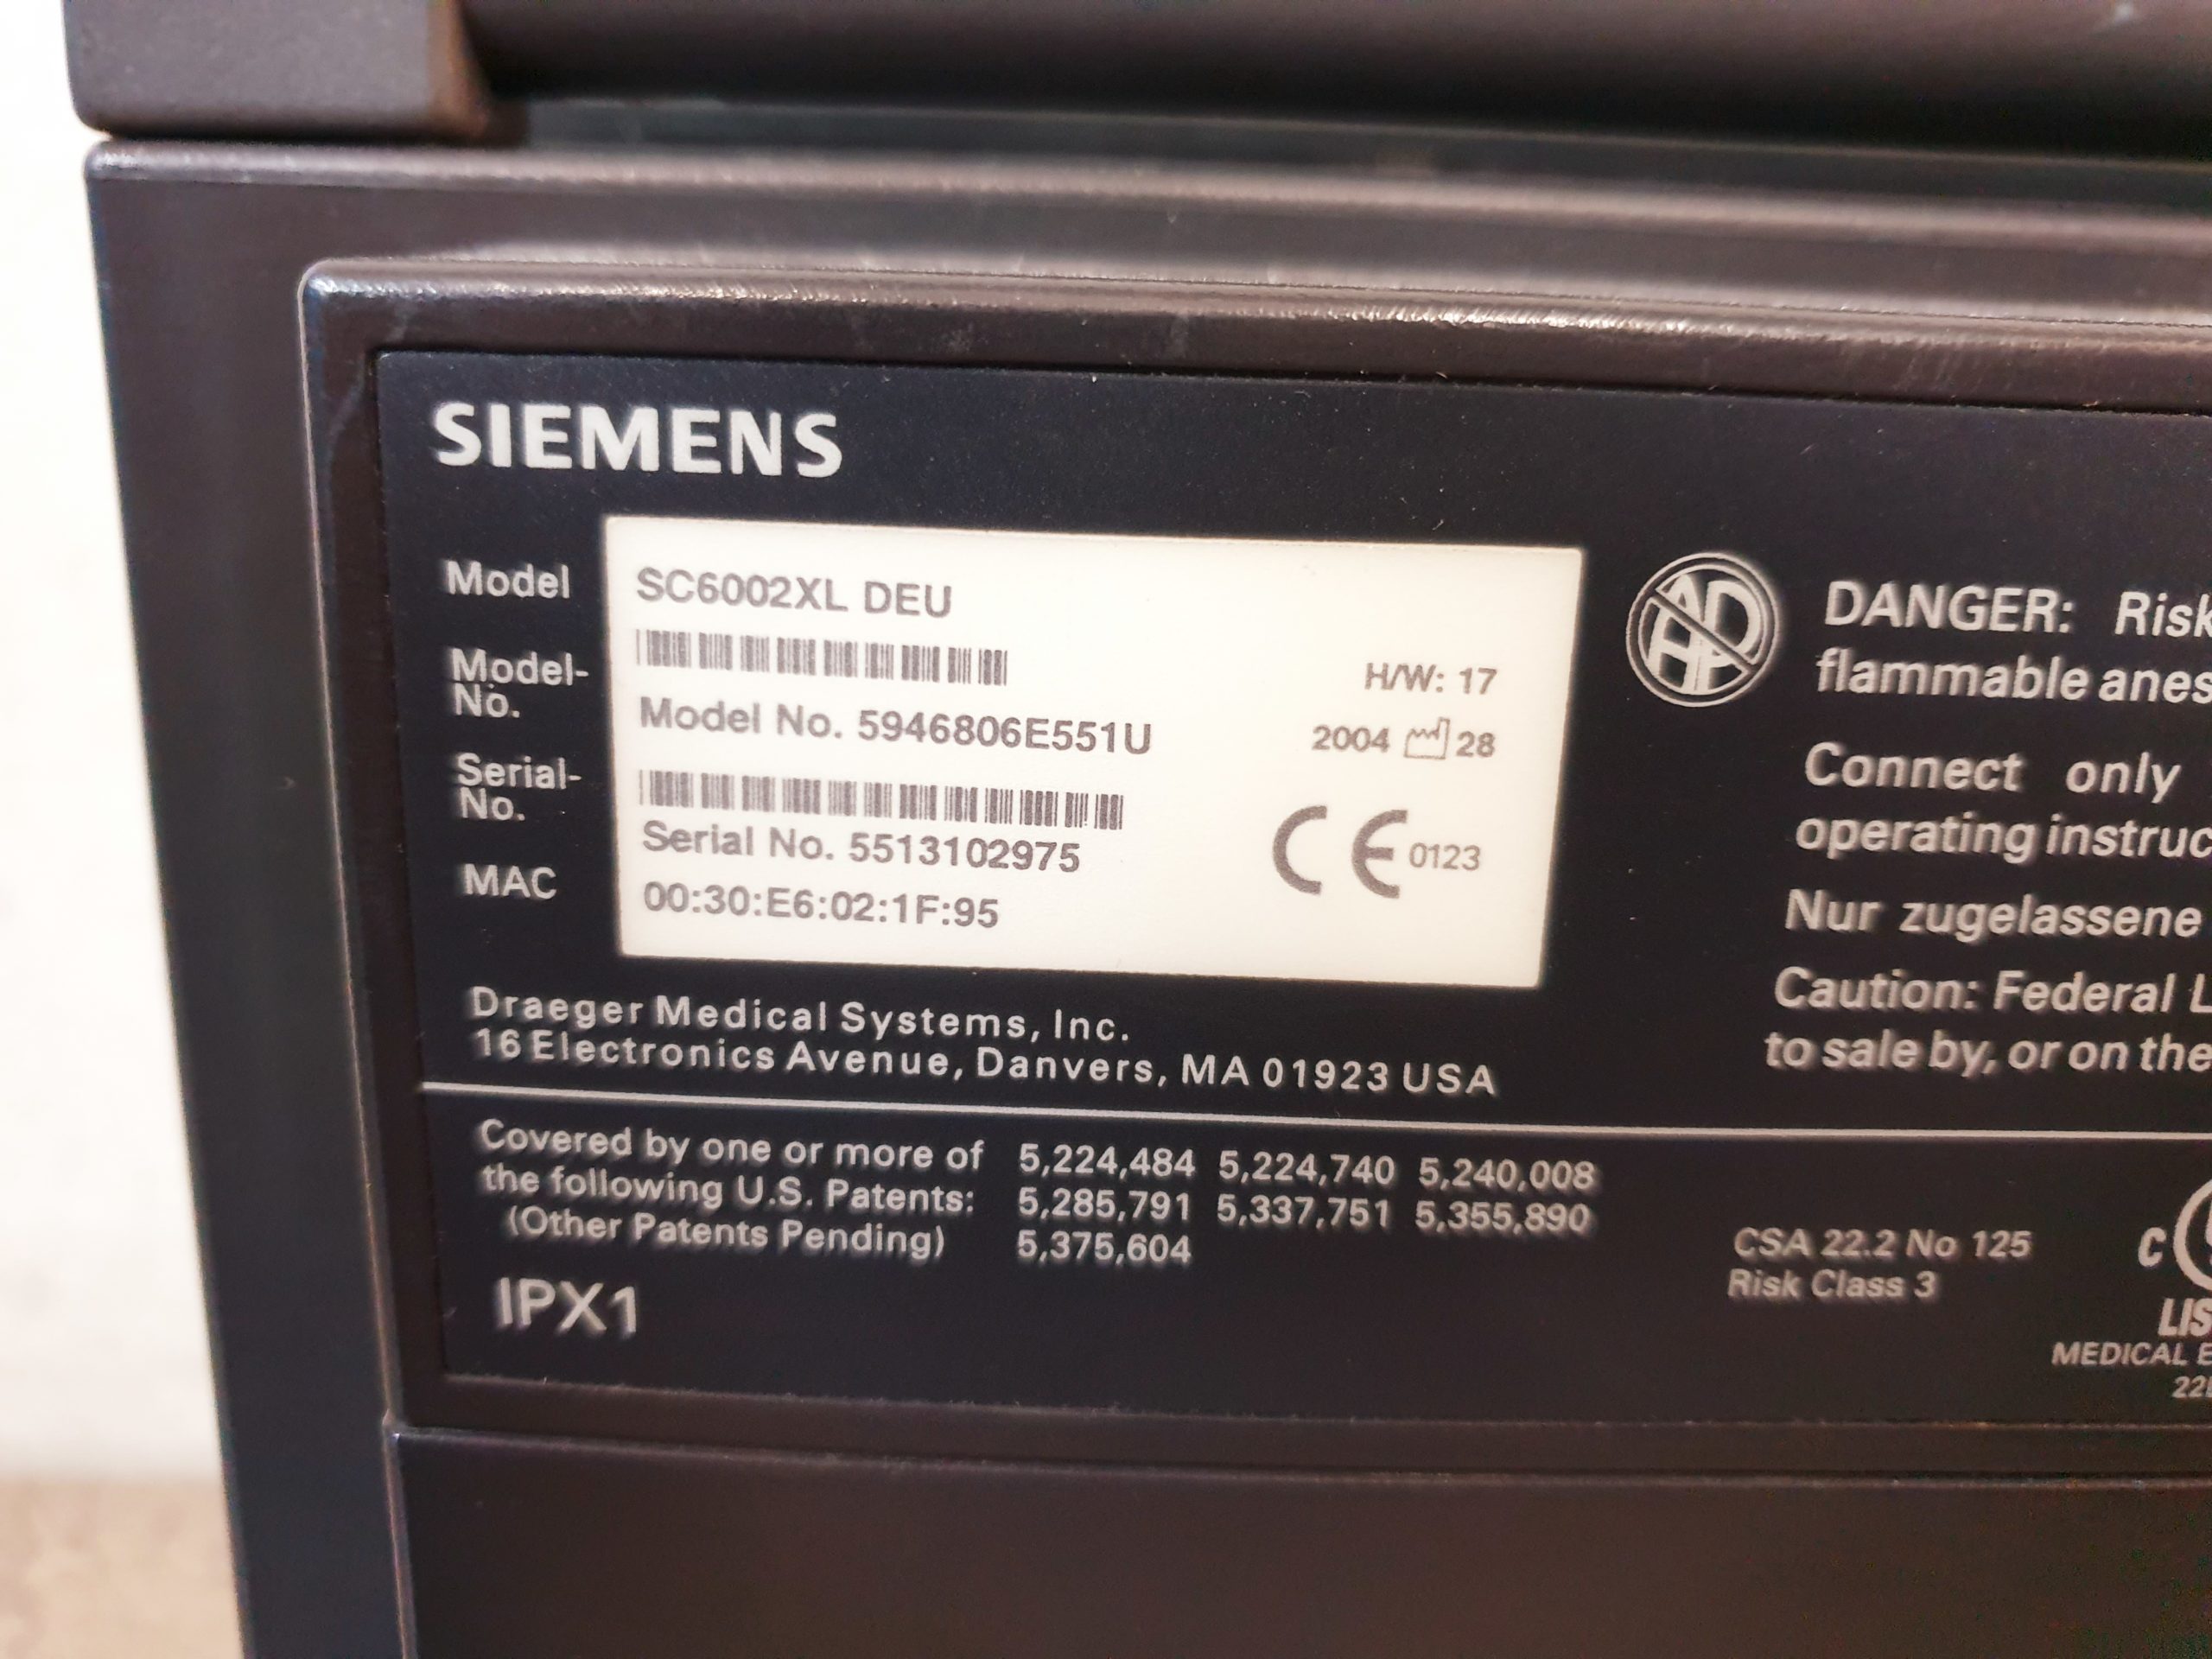 SIEMENS
Model
SC6002XL DEU
Model-
No.
H/W: 17
Model No. 5946806E551U
2004 28
Serial-
No.
Serial No. 5513102975
CE 0123
MAC
00:30:E6:02:1F:95
Draeger Medical Systems, Inc.
16 Electronics Avenue, Danvers, MA 01923 USA
AP
DANGER: Risk
flammable anes
Connect only
operating instruc
Nur zugelassene
Caution: Federal L
to sale by, or on the
Covered by one or more of
the following U.S. Patents:
(Other Patents Pending)
5,224,484 5,224,740 5,240,008
5,285,791 5,337,751 5,355,890
5,375,604
IPX1
CSA 22.2 No 125
Risk Class 3
C
LIS
MEDICAL E
22